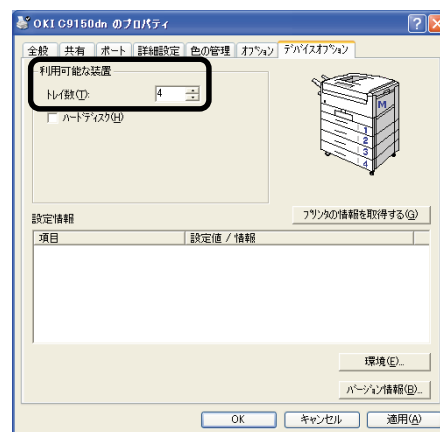 OKI C9150dn のプロパティ
全般 共有 ポート 詳細設定 色の管理 オプション デバイスオプション
利用可能な装置
トレイ数(T): 4
ハードディスク(H)
M
1
2
3
4
プリンタの情報を取得する(G)
設定情報
項目 設定値 / 情報
環境(E)...
バージョン情報(B)...
OK キャンセル 適用(A)